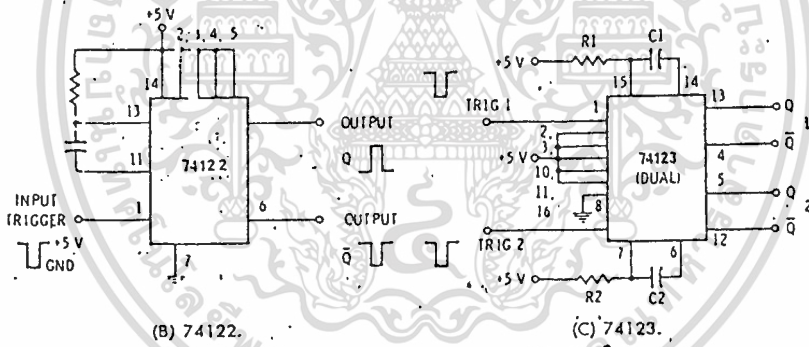 +5 V
2, 3, 4, 5
14
13
11
74122
OUTPUT
Q
INPUT
TRIGGER
1
6
OUTPUT
Q̅
+5 V
GND
7
(B) 74122.
+5 V
R1
C1
15
14
TRIG 1
1
13
Q
1
2,
3,
+5 V
10,
11,
16
8
74123
(DUAL)
4
Q̅
5
Q
2
12
Q̅
TRIG 2
7
6
+5 V
R2
C2
(C) 74123.